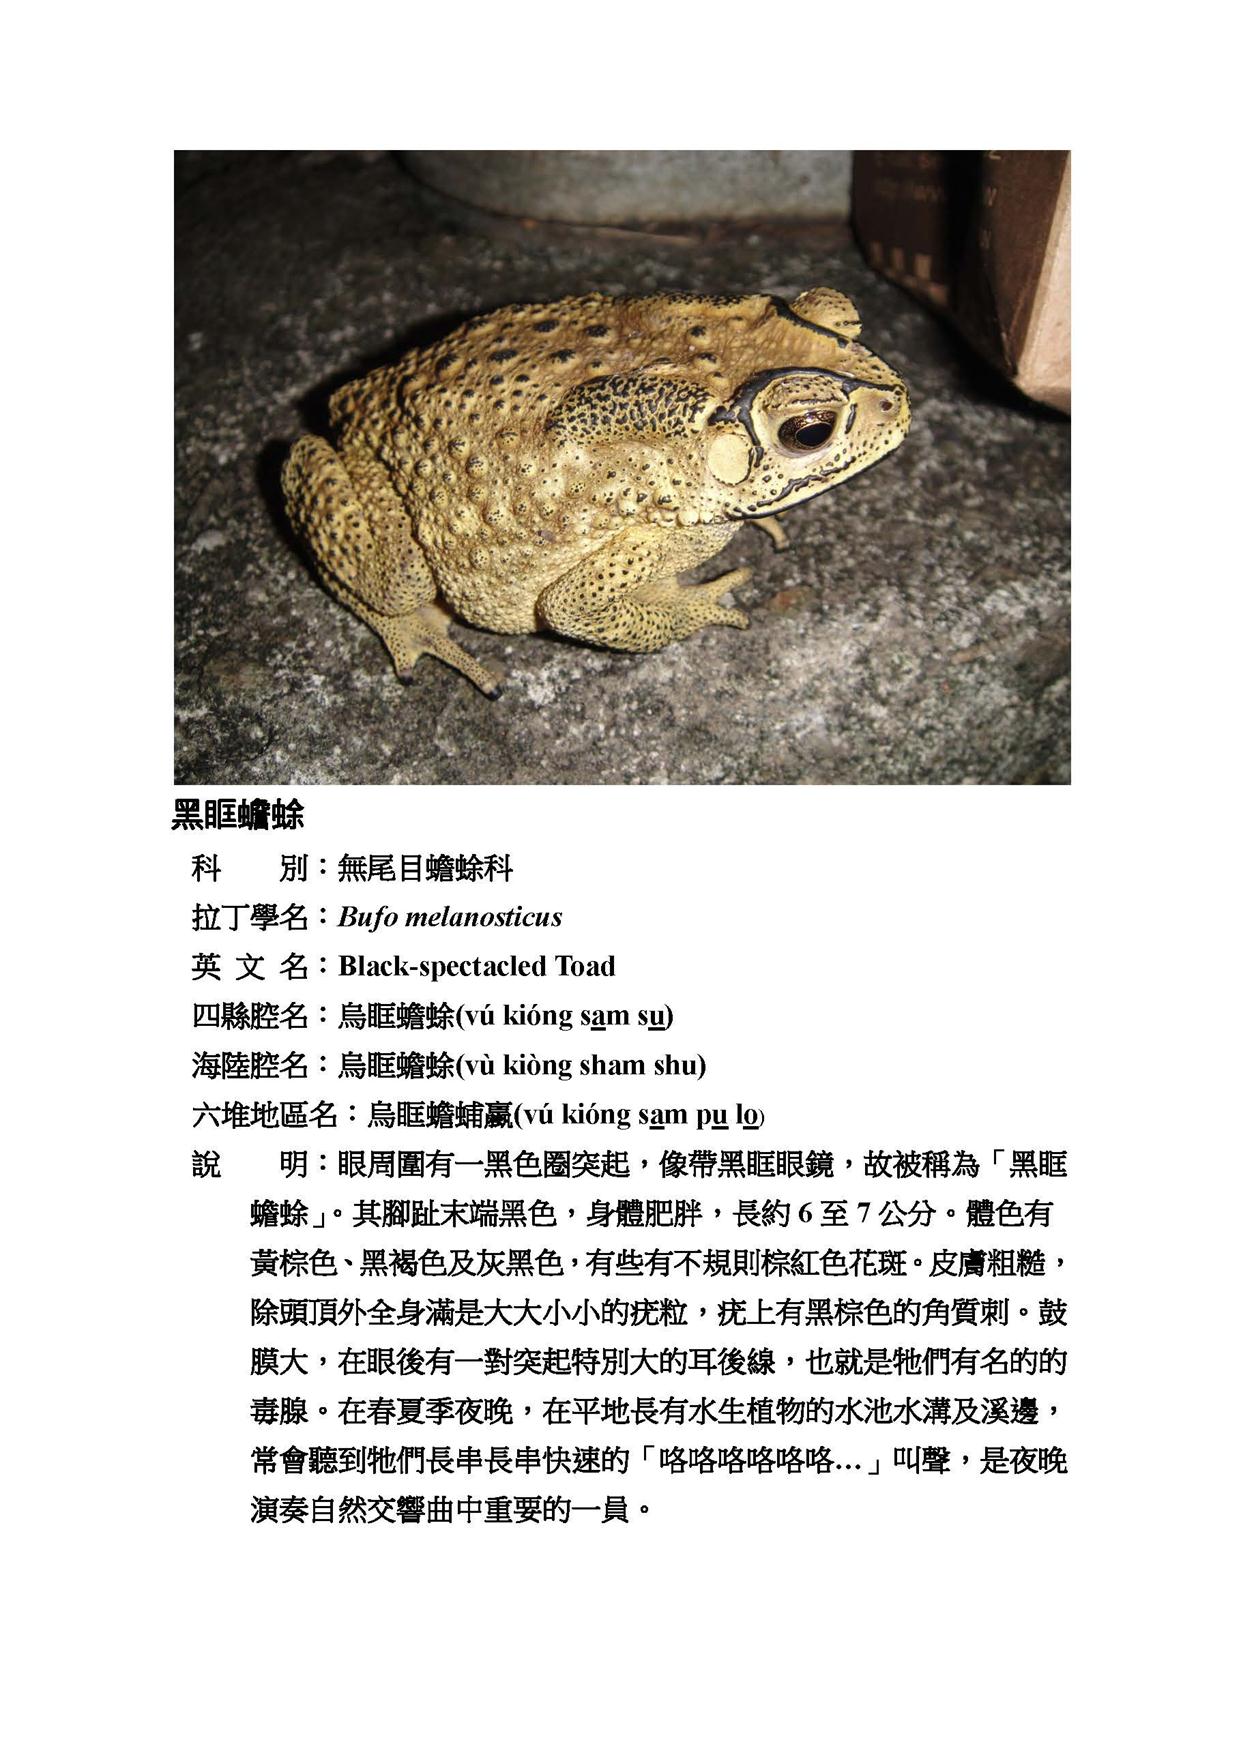 黑眶蟾蜍
科　　別：無尾目蟾蜍科
拉丁學名：Bufo melanosticus
英 文 名：Black-spectacled Toad
四縣腔名：烏眶蟾蜍(vú kióng sam su)
海陸腔名：烏眶蟾蜍(vù kiòng sham shu)
六堆地區名：烏眶蟾蜅蠃(vú kióng sam pu lo)
說　　明：眼周圍有一黑色圈突起，像帶黑眶眼鏡，故被稱為「黑眶
蟾蜍」。其腳趾末端黑色，身體肥胖，長約 6 至 7 公分。體色有
黃棕色、黑褐色及灰黑色，有些有不規則棕紅色花斑。皮膚粗糙，
除頭頂外全身滿是大大小小的疣粒，疣上有黑棕色的角質刺。鼓
膜大，在眼後有一對突起特別大的耳後線，也就是牠們有名的的
毒腺。在春夏季夜晚，在平地長有水生植物的水池水溝及溪邊，
常會聽到牠們長串長串快速的「咯咯咯咯咯咯…」叫聲，是夜晚
演奏自然交響曲中重要的一員。